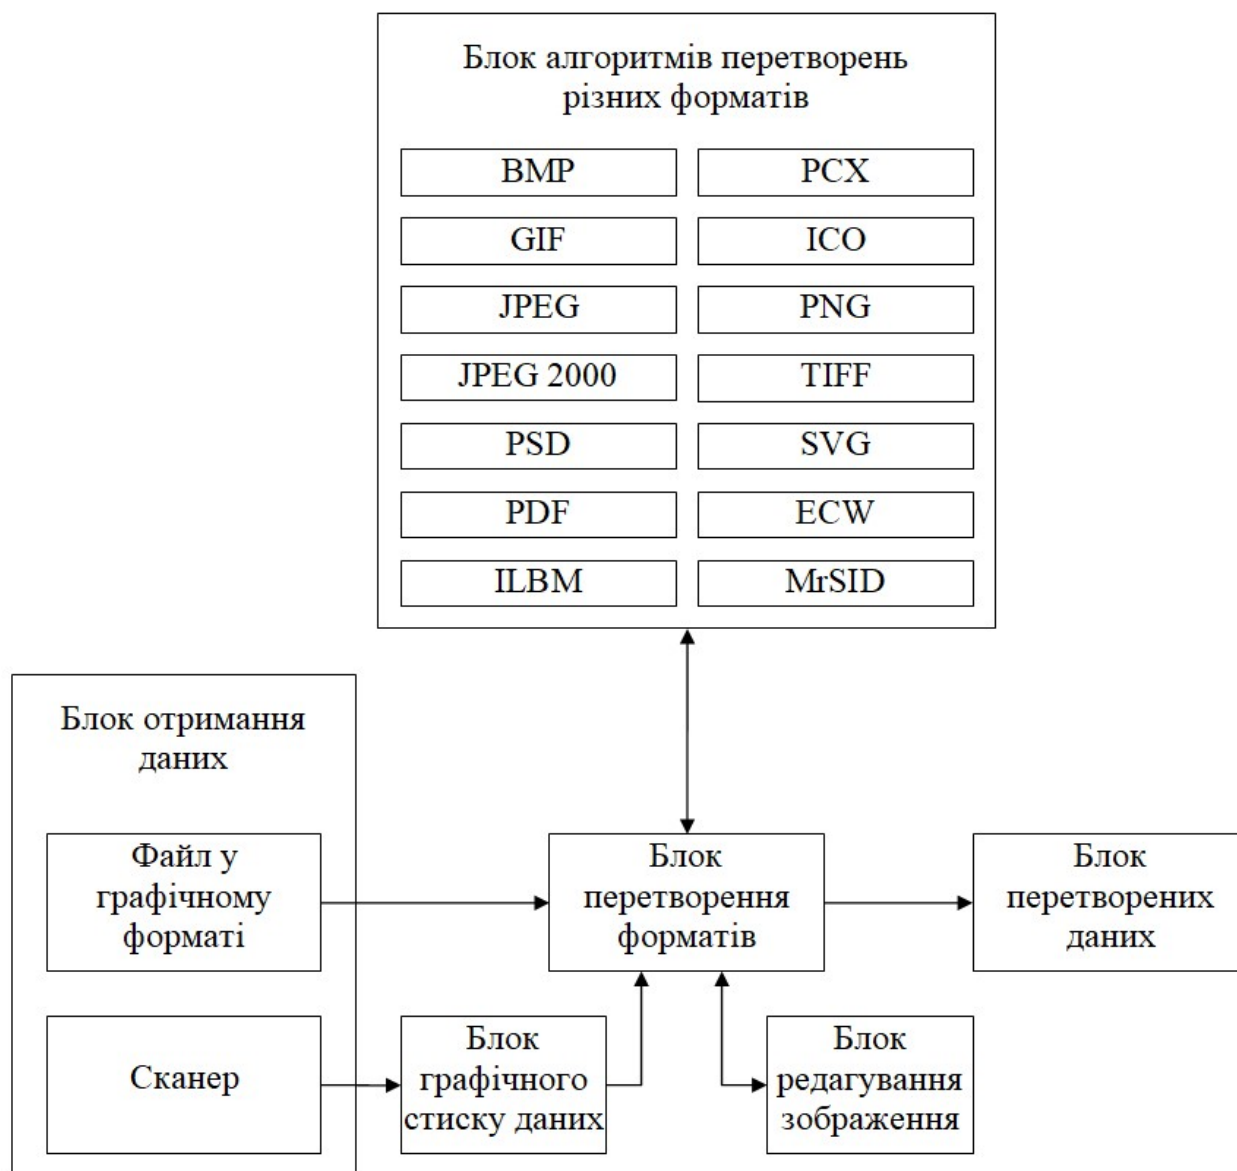 Блок алгоритмів перетворень
різних форматів
BMP
PCX
GIF
ICO
JPEG
PNG
JPEG 2000
TIFF
PSD
SVG
PDF
ECW
ILBM
MrSID
Блок отримання
даних
Файл у
графічному
форматі
Блок
перетворення
форматів
Блок
перетворених
даних
Сканер
Блок
графічного
стиску даних
Блок
редагування
зображення